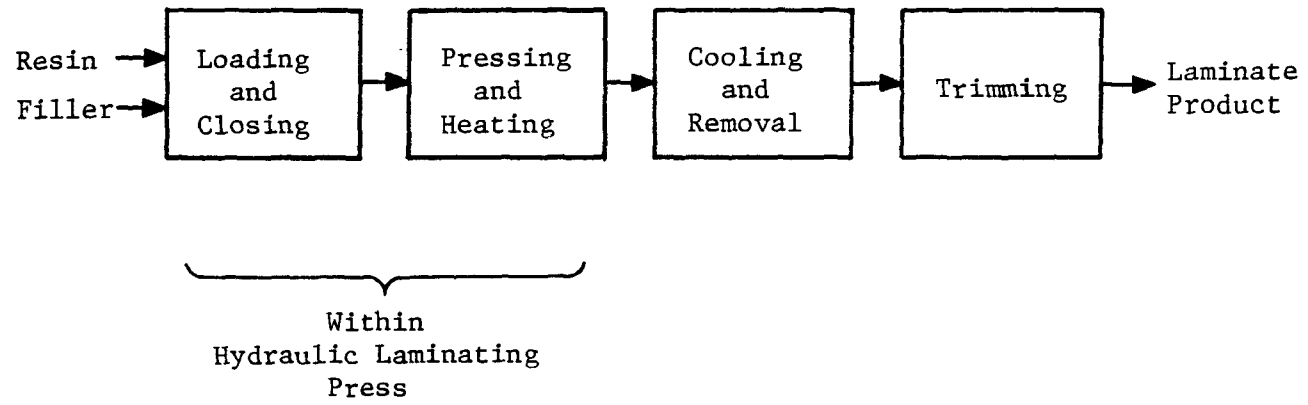 Resin
Filler
Loading
and
Closing
Pressing
and
Heating
Cooling
and
Removal
Trimming
Laminate
Product
Within
Hydraulic Laminating
Press